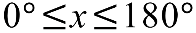 0° ≤ x ≤ 180°